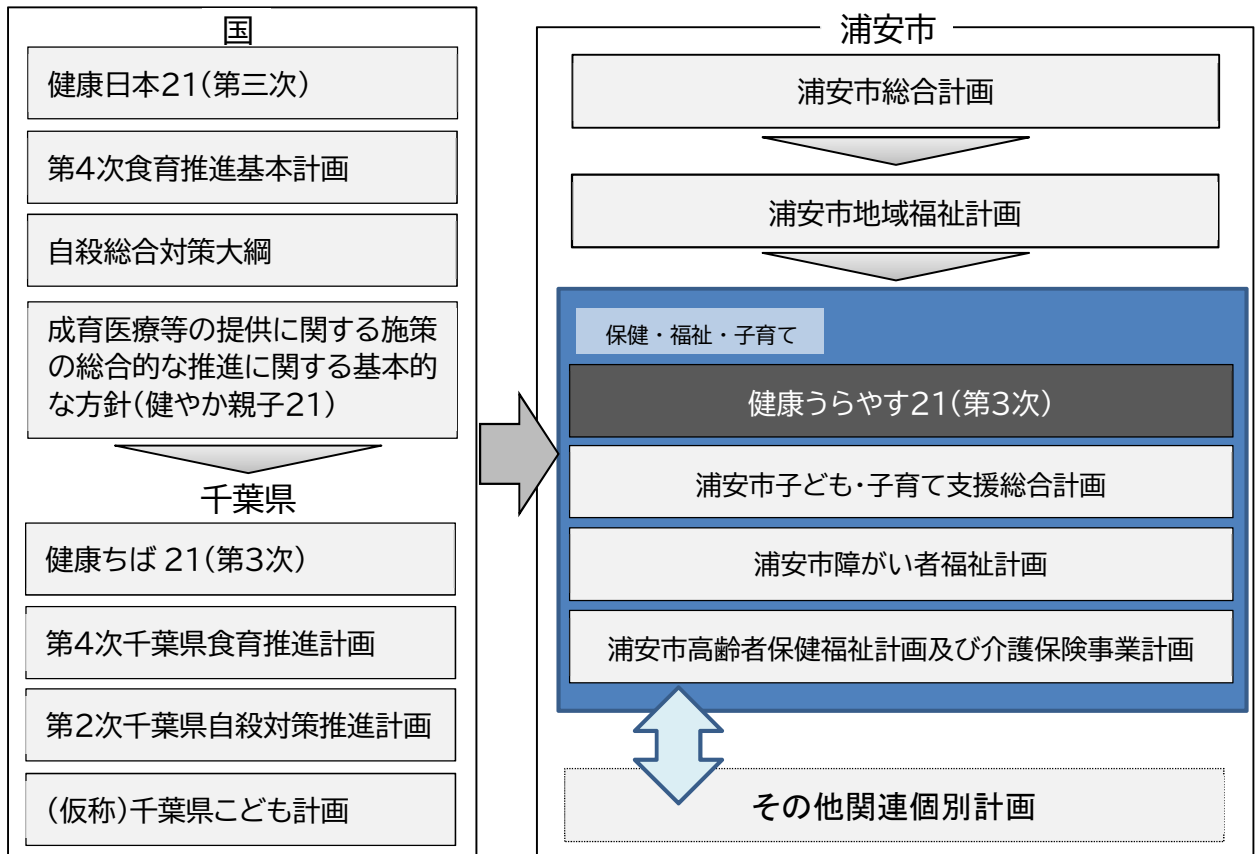 国
健康日本21(第三次)
第4次食育推進基本計画
自殺総合対策大綱
成育医療等の提供に関する施策
の総合的な推進に関する基本的
な方針(健やか親子21)
千葉県
健康ちば 21(第3次)
第4次千葉県食育推進計画
第2次千葉県自殺対策推進計画
(仮称)千葉県こども計画
浦安市
浦安市総合計画
浦安市地域福祉計画
保健・福祉・子育て
健康うらやす21(第3次)
浦安市子ども・子育て支援総合計画
浦安市障がい者福祉計画
浦安市高齢者保健福祉計画及び介護保険事業計画
その他関連個別計画